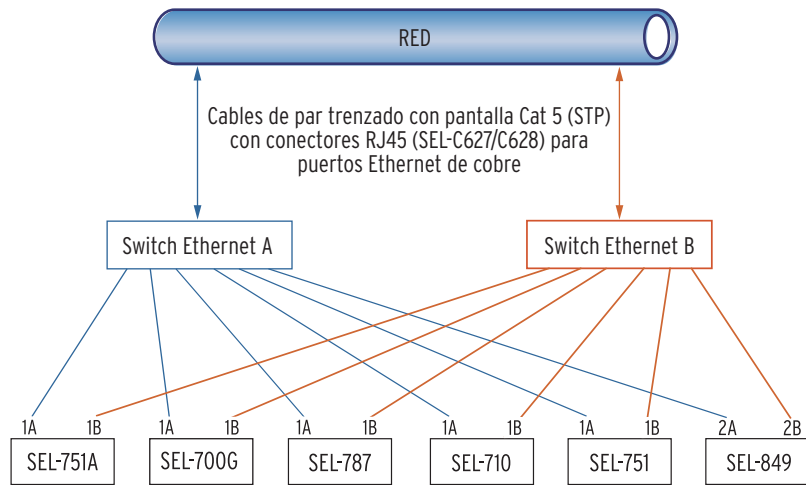 RED
Cables de par trenzado con pantalla Cat 5 (STP)
con conectores RJ45 (SEL-C627/C628) para
puertos Ethernet de cobre
Switch Ethernet A
Switch Ethernet B
1A 1B 1A 1B 1A 1B 1A 1B 1A 1B 2A 2B
SEL-751A SEL-700G SEL-787 SEL-710 SEL-751 SEL-849